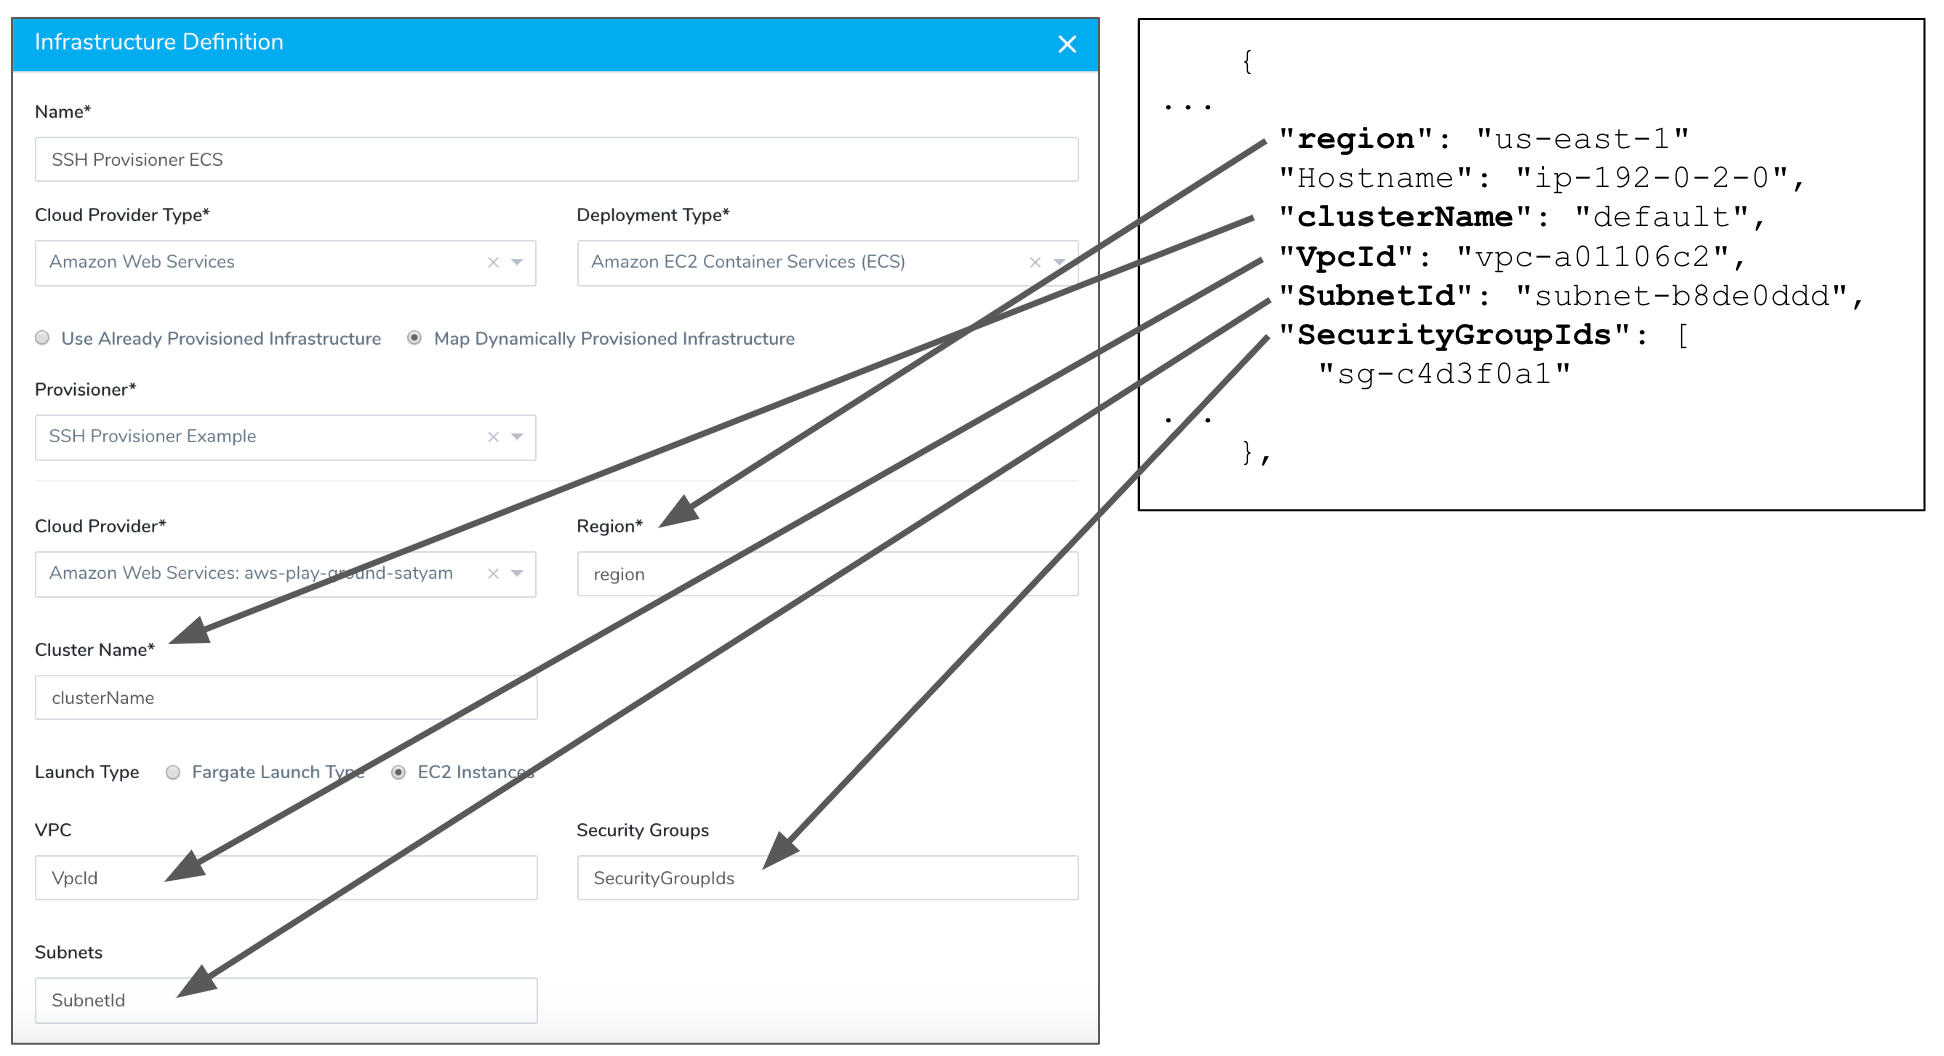 Infrastructure Definition
Name*
SSH Provisioner ECS
Cloud Provider Type*
Deployment Type*
Amazon Web Services
Amazon EC2 Container Services (ECS)
Use Already Provisioned Infrastructure
Map Dynamically Provisioned Infrastructure
Provisioner*
SSH Provisioner Example
Cloud Provider*
Region*
Amazon Web Services: aws-play-ground-satyam
region
Cluster Name*
clusterName
Launch Type
Fargate Launch Type
EC2 Instances
VPC
Security Groups
VpcId
SecurityGroupIds
Subnets
SubnetId
{
...
"region": "us-east-1"
"Hostname": "ip-192-0-2-0",
"clusterName": "default",
"VpcId": "vpc-a01106c2",
"SubnetId": "subnet-b8de0ddd",
"SecurityGroupIds": [
"sg-c4d3f0a1"
...
},